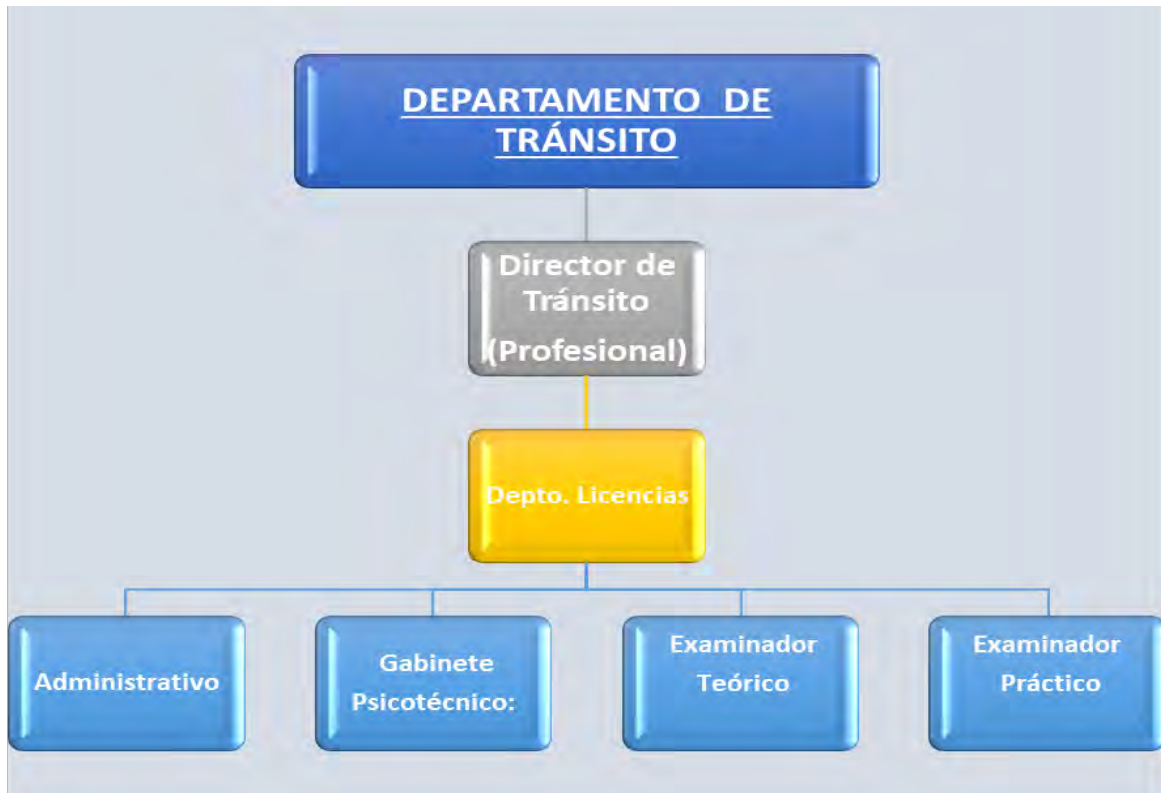 DEPARTAMENTO DE
TRÁNSITO
Director de
Tránsito
(Profesional)
Depto. Licencias
Administrativo
Gabinete
Psicotécnico:
Examinador
Teórico
Examinador
Práctico